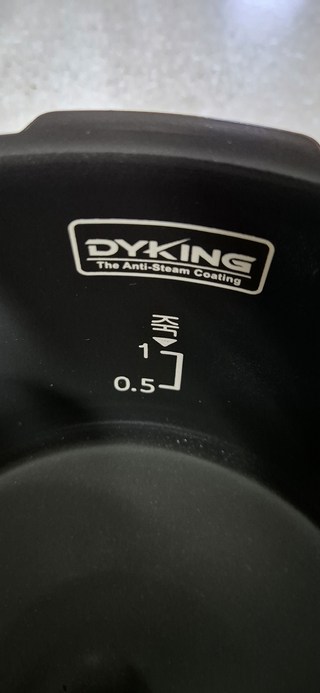 DYKING
The Anti-Steam Coating
죽
1
0.5